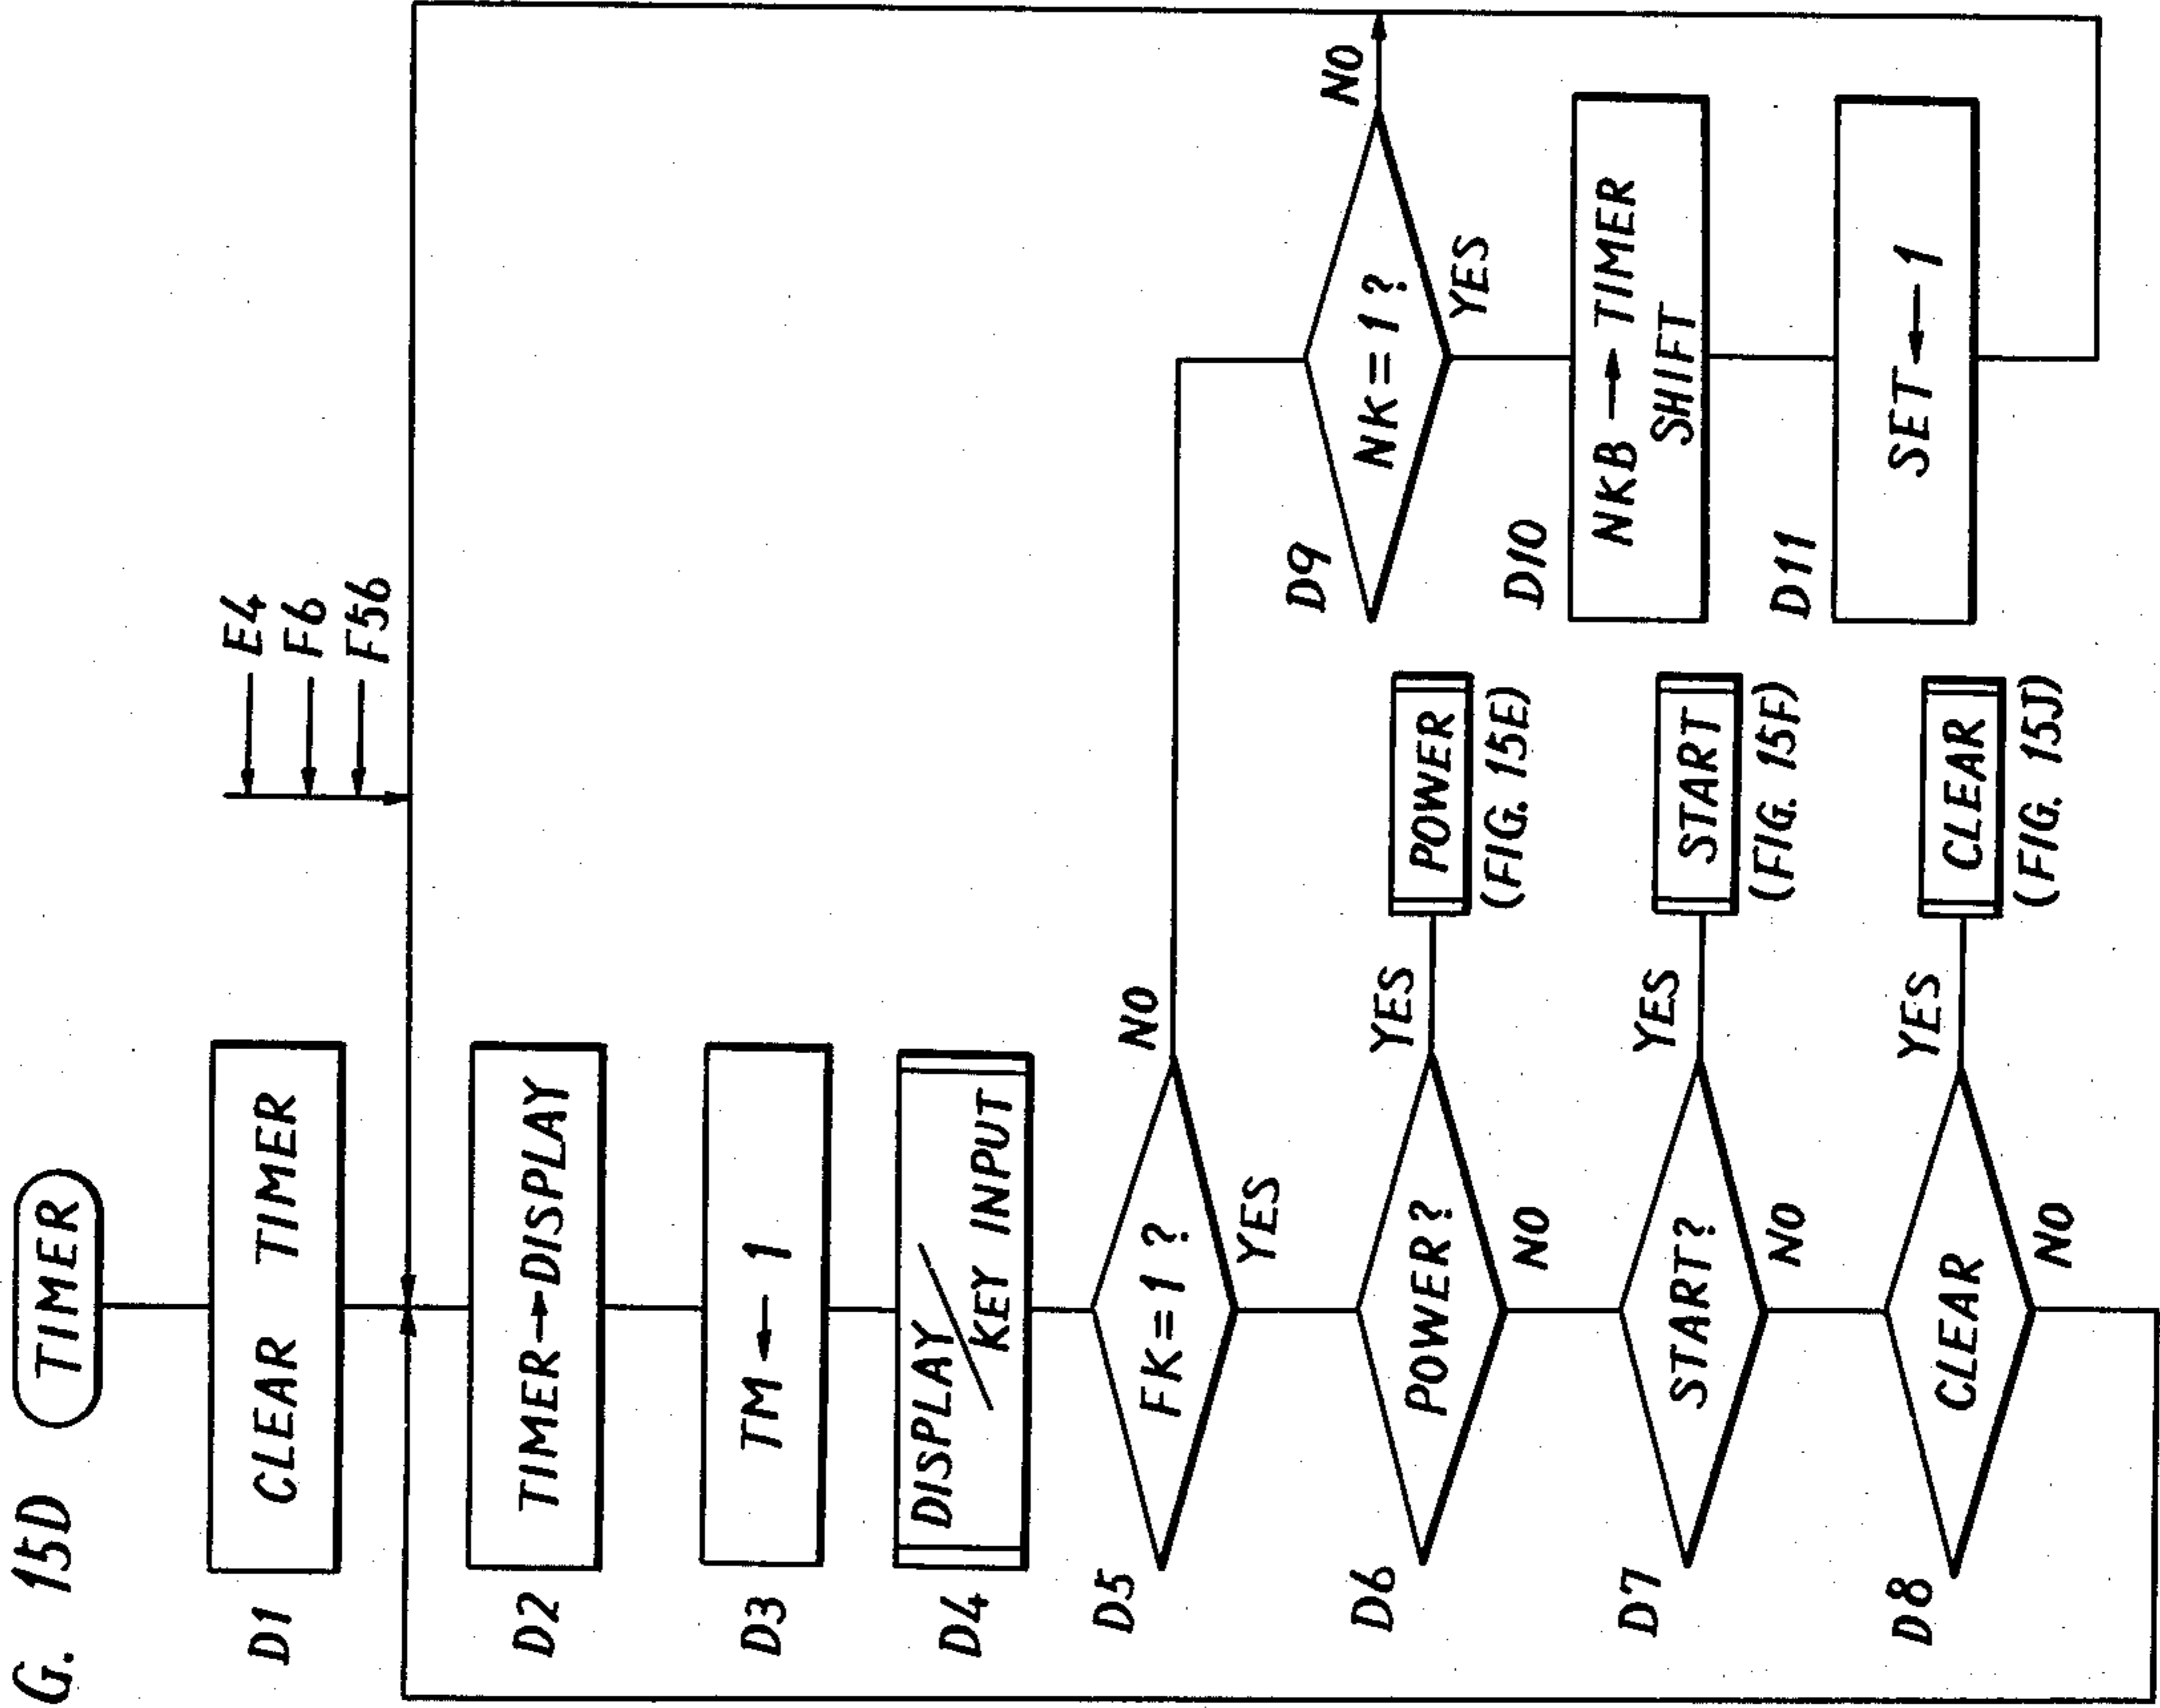 G. 15D
TIMER
D1
CLEAR TIMER
E4
F6
F56
D2
TIMER→DISPLAY
D3
TM ← 1
D4
DISPLAY
KEY INPUT
D5
FK=1?
NO
YES
D6
POWER?
YES
POWER
(FIG. 15E)
NO
D7
START?
YES
START
(FIG. 15F)
NO
D8
CLEAR
YES
CLEAR
(FIG. 15J)
NO
D9
NK=1?
NO
YES
D10
NKB → TIMER
SHIFT
D11
SET ← 1